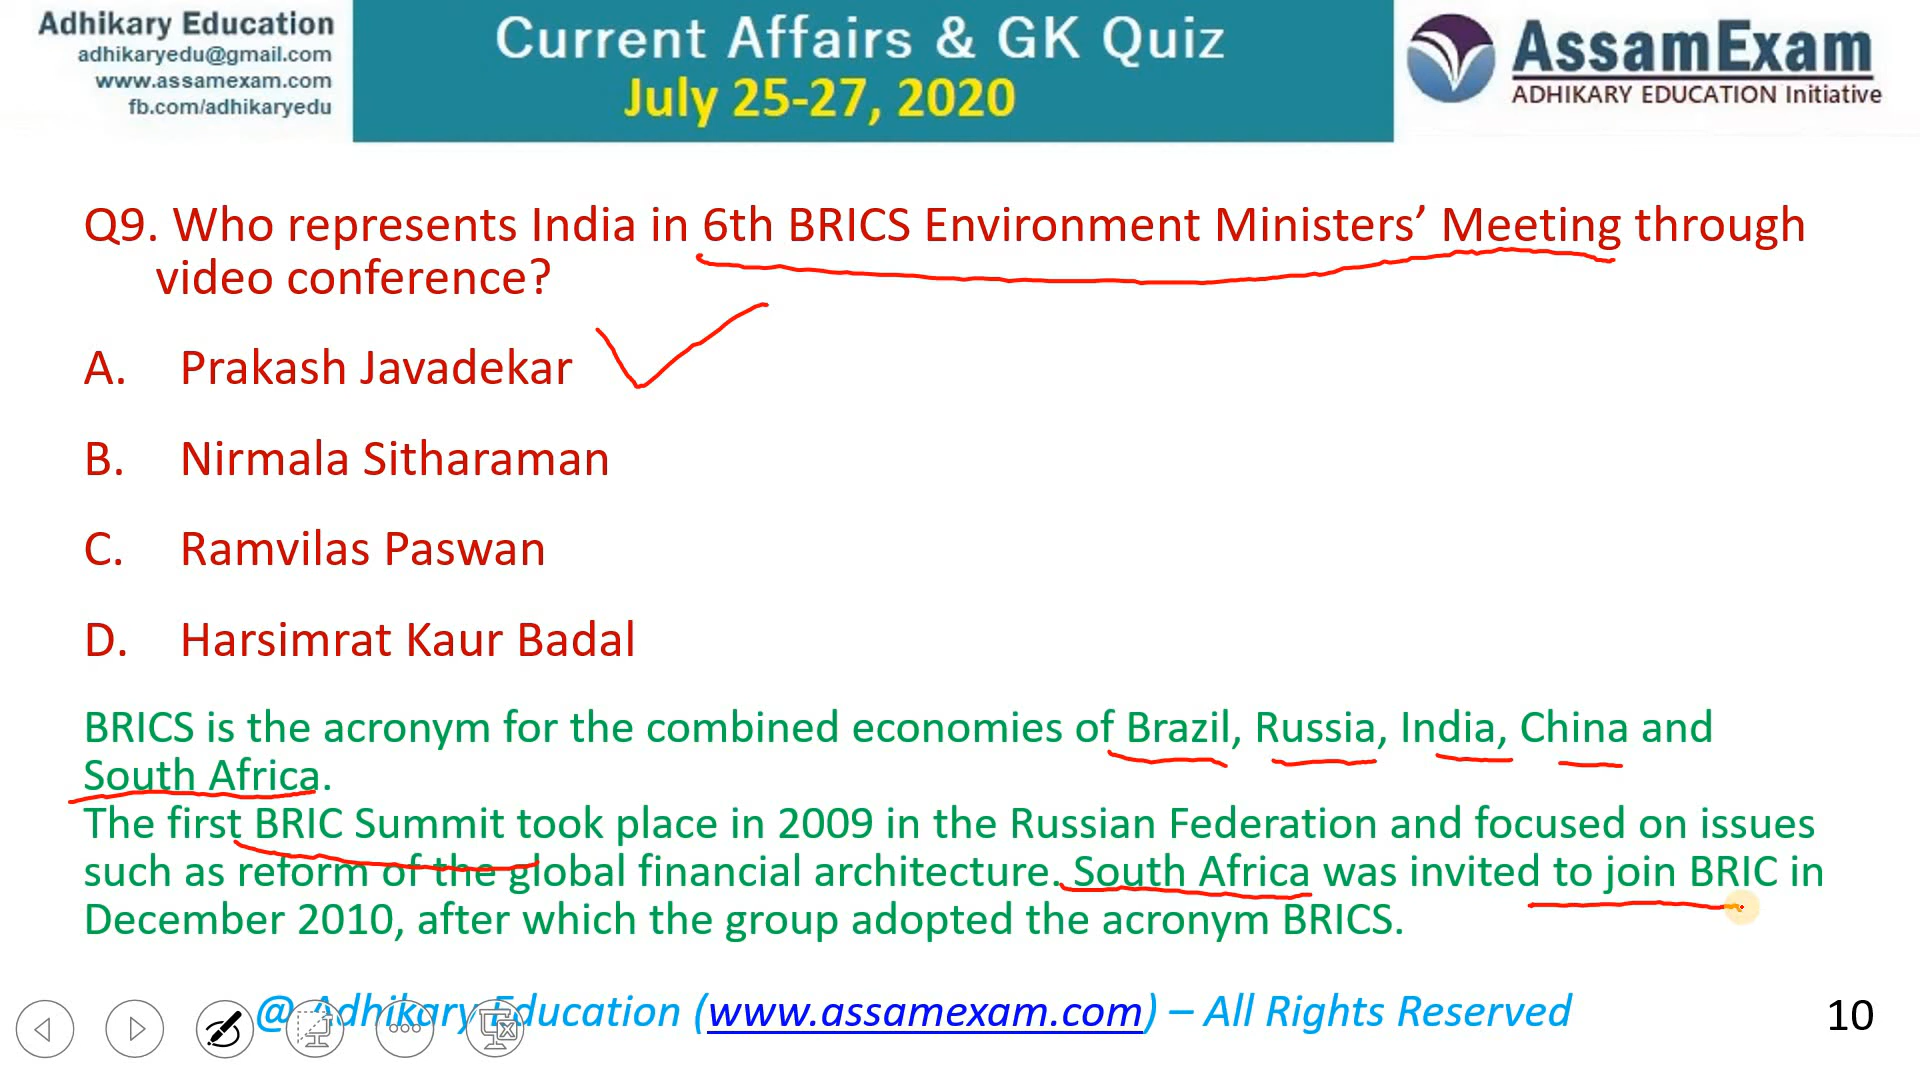 Adhikary Education
adhikaryedu@gmail.com
www.assamexam.com
fb.com/adhikaryedu
Current Affairs & GK Quiz
July 25-27, 2020
AssamExam
ADHIKARY EDUCATION Initiative
Q9. Who represents India in 6th BRICS Environment Ministers’ Meeting through
video conference?
A. Prakash Javadekar
B. Nirmala Sitharaman
C. Ramvilas Paswan
D. Harsimrat Kaur Badal
BRICS is the acronym for the combined economies of Brazil, Russia, India, China and
South Africa.
The first BRIC Summit took place in 2009 in the Russian Federation and focused on issues
such as reform of the global financial architecture. South Africa was invited to join BRIC in
December 2010, after which the group adopted the acronym BRICS.
@ Adhikary Education (www.assamexam.com) – All Rights Reserved
10